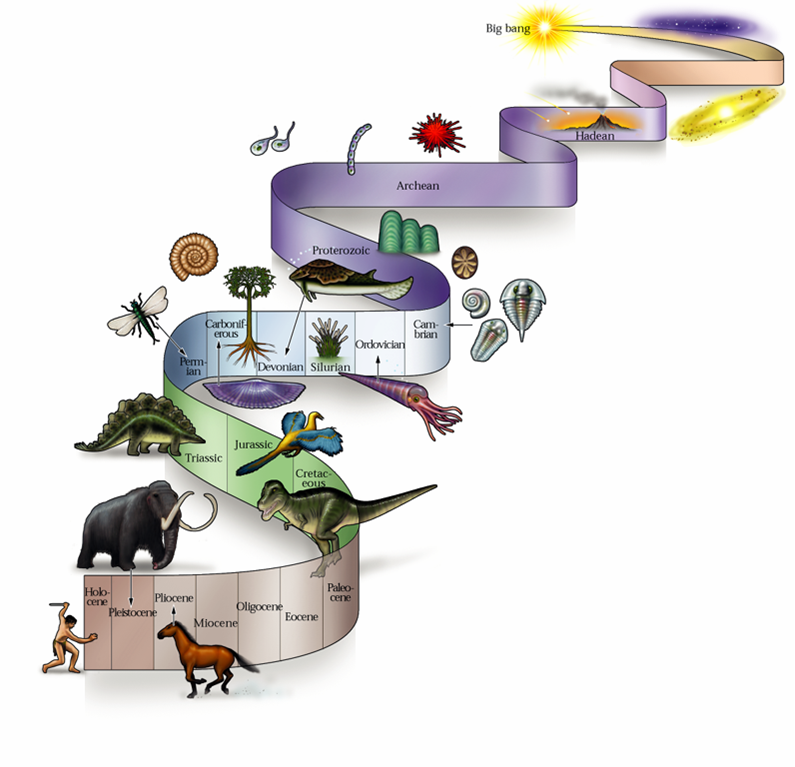 Big bang
Hadean
Archean
Proterozoic
Cam-
brian
Ordovician
Silurian
Devonian
Carbonif-
erous
Perm-
ian
Triassic
Jurassic
Cretac-
eous
Paleo-
cene
Eocene
Oligocene
Miocene
Pliocene
Pleistocene
Holo-
cene